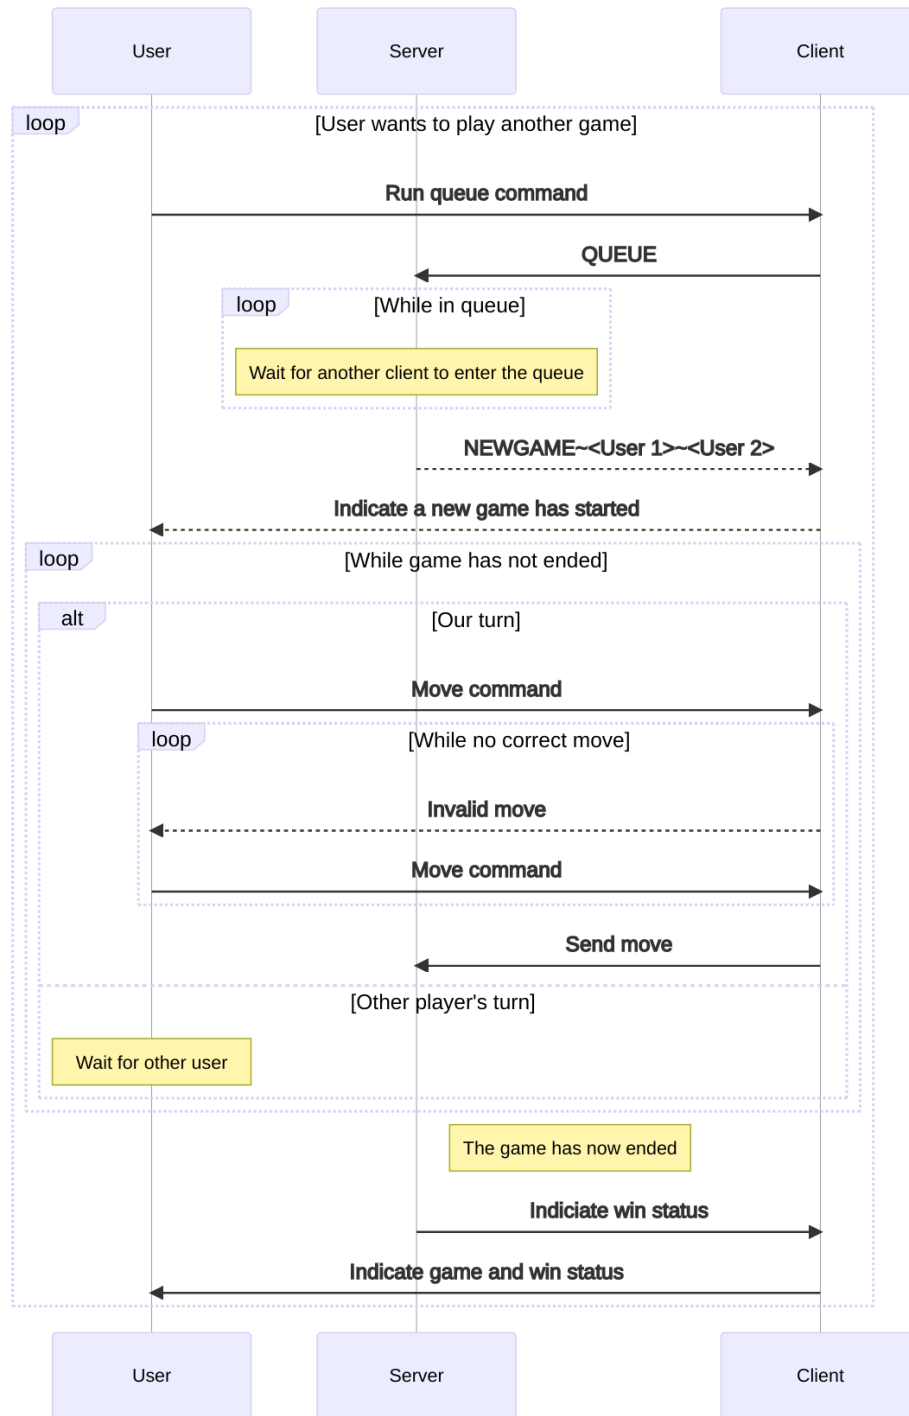 User
Server
Client
loop
[User wants to play another game]
Run queue command
QUEUE
loop
[While in queue]
Wait for another client to enter the queue
NEWGAME~<User 1>~<User 2>
Indicate a new game has started
loop
[While game has not ended]
alt
[Our turn]
Move command
loop
[While no correct move]
Invalid move
Move command
Send move
[Other player's turn]
Wait for other user
The game has now ended
Indiciate win status
Indicate game and win status
User
Server
Client